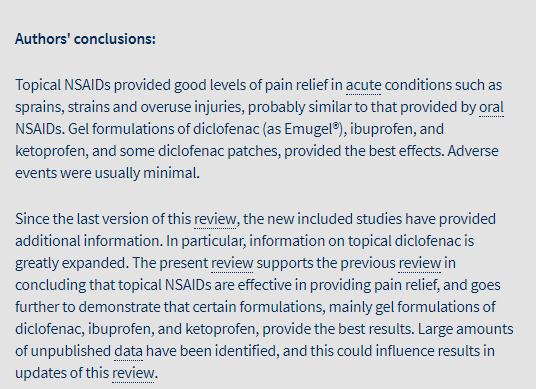 Authors' conclusions:
Topical NSAIDs provided good levels of pain relief in acute conditions such as
sprains, strains and overuse injuries, probably similar to that provided by oral
NSAIDs. Gel formulations of diclofenac (as Emugel®), ibuprofen, and
ketoprofen, and some diclofenac patches, provided the best effects. Adverse
events were usually minimal.
Since the last version of this review, the new included studies have provided
additional information. In particular, information on topical diclofenac is
greatly expanded. The present review supports the previous review in
concluding that topical NSAIDs are effective in providing pain relief, and goes
further to demonstrate that certain formulations, mainly gel formulations of
diclofenac, ibuprofen, and ketoprofen, provide the best results. Large amounts
of unpublished data have been identified, and this could influence results in
updates of this review.